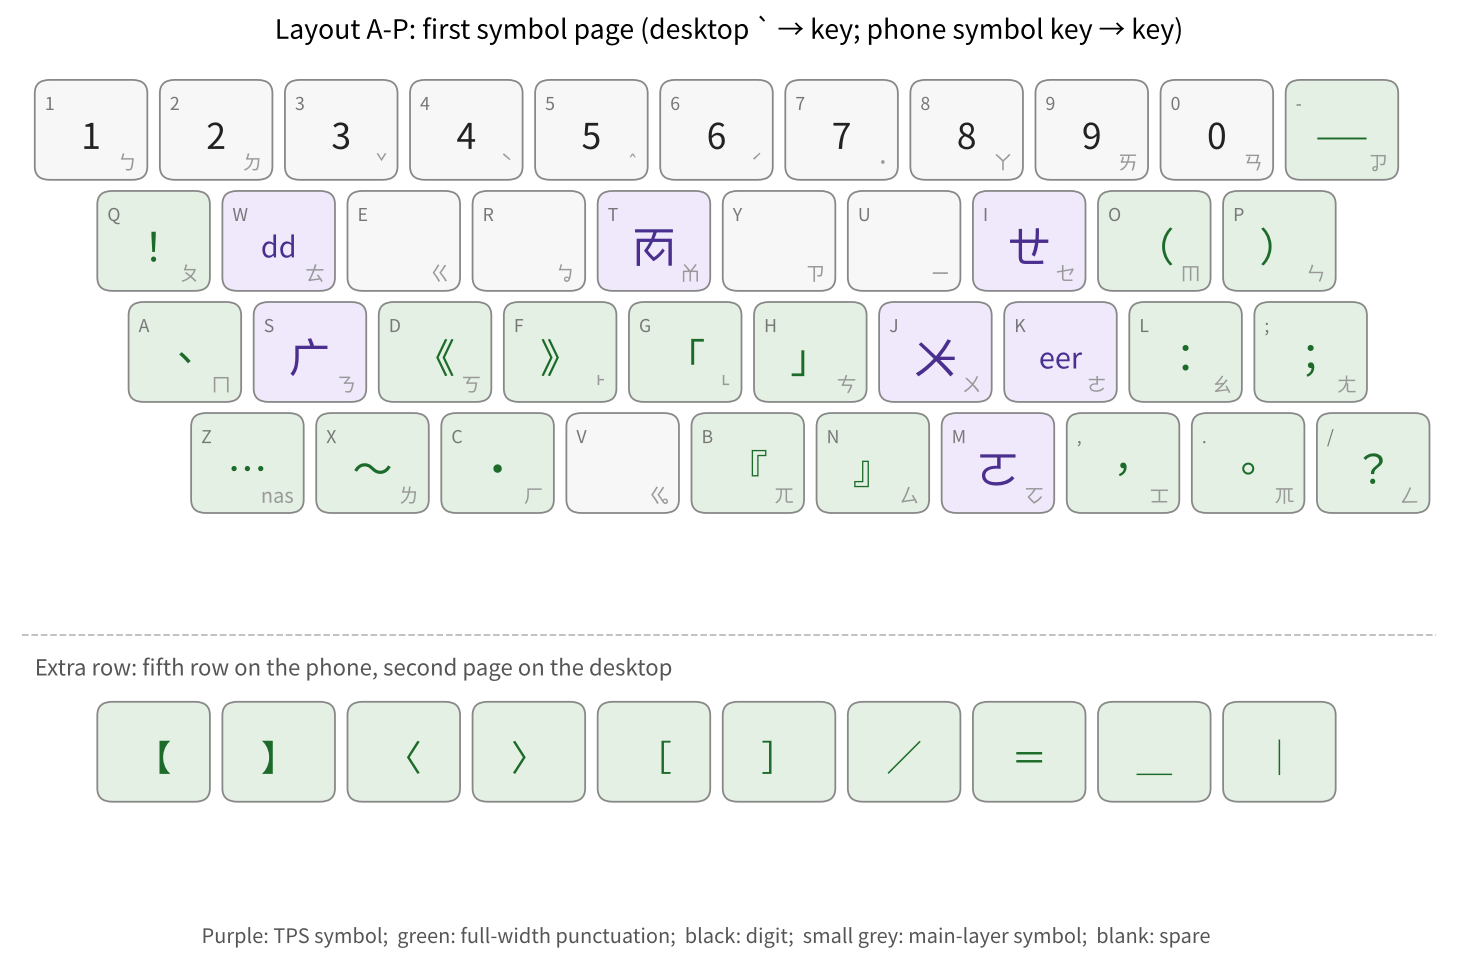 Layout A-P: first symbol page (desktop ` → key; phone symbol key → key)
1 1 ㄅ 2 2 ㄉ 3 3 ˇ 4 4 ˋ 5 5 ˆ 6 6 ˊ 7 7 · 8 8 ㄚ 9 9 ㄞ 0 0 ㄢ - — ㄗ
Q ！ ㄆ W dd ㄊ E ㄍ R ㆠ T ㄗ Y ㄗ U ㄧ I せ セ O （ ㆬ P ） ㄣ
A 、 ㄇ S 广 ㄋ D 《 ㄎ F 》 G 「 H 」 ㄘ J ㄨ K eer ㄜ L ： ㄠ ; ； ㄤ
Z … nas X ～ ㄌ C · ㄏ V ㆣ B 『 N 』 ㄙ M , ， . 。 / ？ ㄥ
Extra row: fifth row on the phone, second page on the desktop
【 】 〈 〉 ［ ］ ／ ＝ ＿ ｜
Purple: TPS symbol; green: full-width punctuation; black: digit; small grey: main-layer symbol; blank: spare